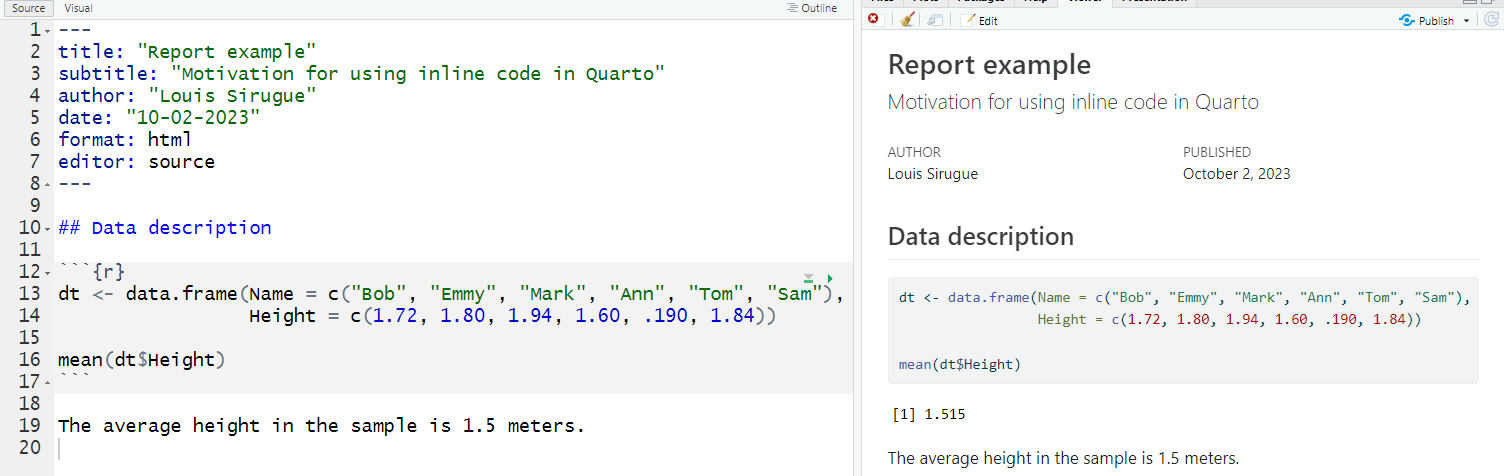 Source Visual Outline
1 ---
2 title: "Report example"
3 subtitle: "Motivation for using inline code in Quarto"
4 author: "Louis Sirugue"
5 date: "10-02-2023"
6 format: html
7 editor: source
8 ---
9
10 ## Data description
11
12 ```{r}
13 dt <- data.frame(Name = c("Bob", "Emmy", "Mark", "Ann", "Tom", "Sam"),
14                  Height = c(1.72, 1.80, 1.94, 1.60, .190, 1.84))
15
16 mean(dt$Height)
17 ```
18
19 The average height in the sample is 1.5 meters.
20
Edit Publish
Report example
Motivation for using inline code in Quarto
AUTHOR PUBLISHED
Louis Sirugue October 2, 2023
Data description
dt <- data.frame(Name = c("Bob", "Emmy", "Mark", "Ann", "Tom", "Sam"),
                 Height = c(1.72, 1.80, 1.94, 1.60, .190, 1.84))
mean(dt$Height)
[1] 1.515
The average height in the sample is 1.5 meters.